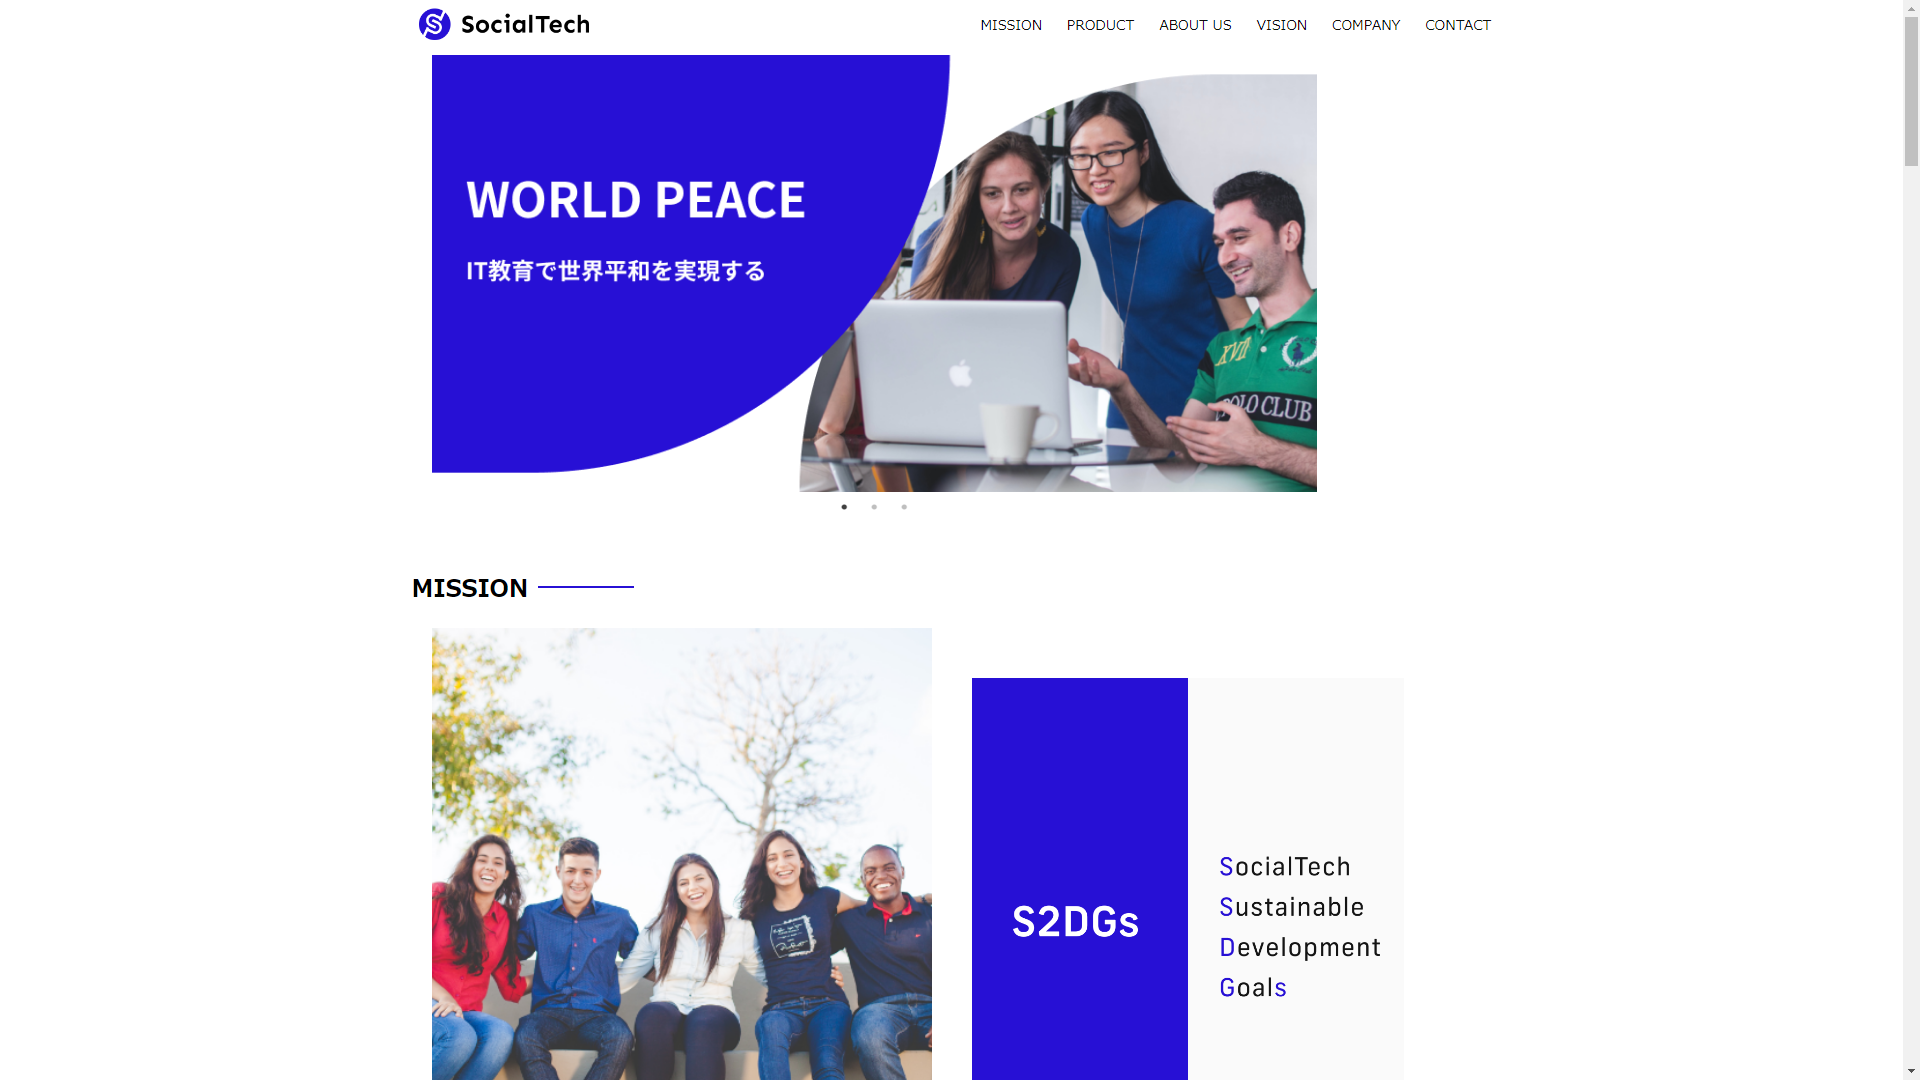 SocialTech
MISSION PRODUCT ABOUT US VISION COMPANY CONTACT
WORLD PEACE
IT教育で世界平和を実現する
XVII
POLO CLUB
MISSION
S2DGs
SocialTech
Sustainable
Development
Goals